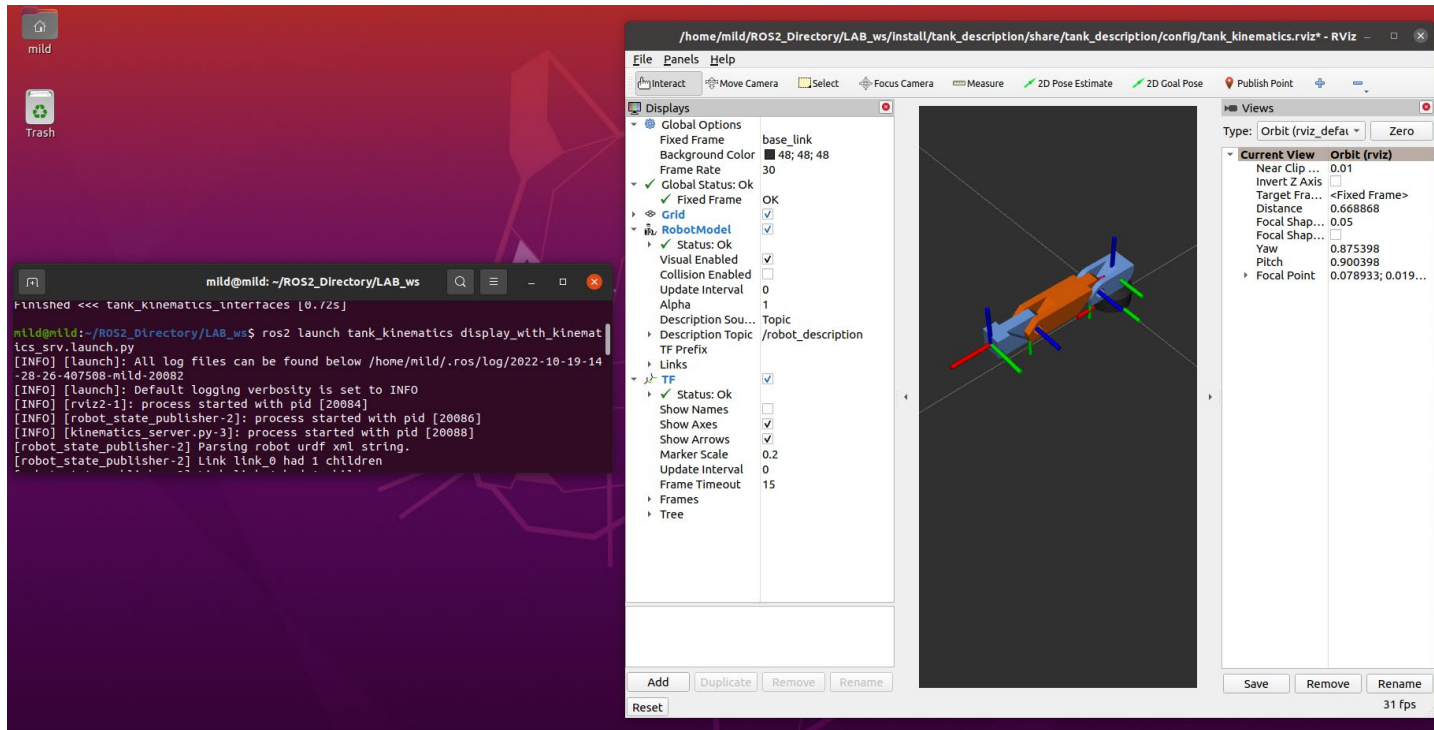 mild
Trash
mild@mild: ~/ROS2_Directory/LAB_ws
Finished <<< tank_kinematics_interfaces [0.72s]
mild@mild:~/ROS2_Directory/LAB_ws$ ros2 launch tank_kinematics display_with_kinemat
ics_srv.launch.py
[INFO] [launch]: All log files can be found below /home/mild/.ros/log/2022-10-19-14
-28-26-407508-mild-20082
[INFO] [launch]: Default logging verbosity is set to INFO
[INFO] [rviz2-1]: process started with pid [20084]
[INFO] [robot_state_publisher-2]: process started with pid [20086]
[INFO] [kinematics_server.py-3]: process started with pid [20088]
[robot_state_publisher-2] Parsing robot urdf xml string.
[robot_state_publisher-2] Link link_0 had 1 children
/home/mild/ROS2_Directory/LAB_ws/install/tank_description/share/tank_description/config/tank_kinematics.rviz* - RViz
File Panels Help
Interact Move Camera Select Focus Camera Measure 2D Pose Estimate 2D Goal Pose Publish Point
Displays
Global Options
Fixed Frame base_link
Background Color 48; 48; 48
Frame Rate 30
Global Status: Ok
Fixed Frame OK
Grid
RobotModel
Status: Ok
Visual Enabled
Collision Enabled
Update Interval 0
Alpha 1
Description Sou... Topic
Description Topic /robot_description
TF Prefix
Links
TF
Status: Ok
Show Names
Show Axes
Show Arrows
Marker Scale 0.2
Update Interval 0
Frame Timeout 15
Frames
Tree
Add Duplicate Remove Rename
Reset
Views
Type: Orbit (rviz_defau Zero
Current View Orbit (rviz)
Near Clip ... 0.01
Invert Z Axis
Target Fra... <Fixed Frame>
Distance 0.668868
Focal Shap... 0.05
Focal Shap...
Yaw 0.875398
Pitch 0.900398
Focal Point 0.078933; 0.019...
Save Remove Rename
31 fps